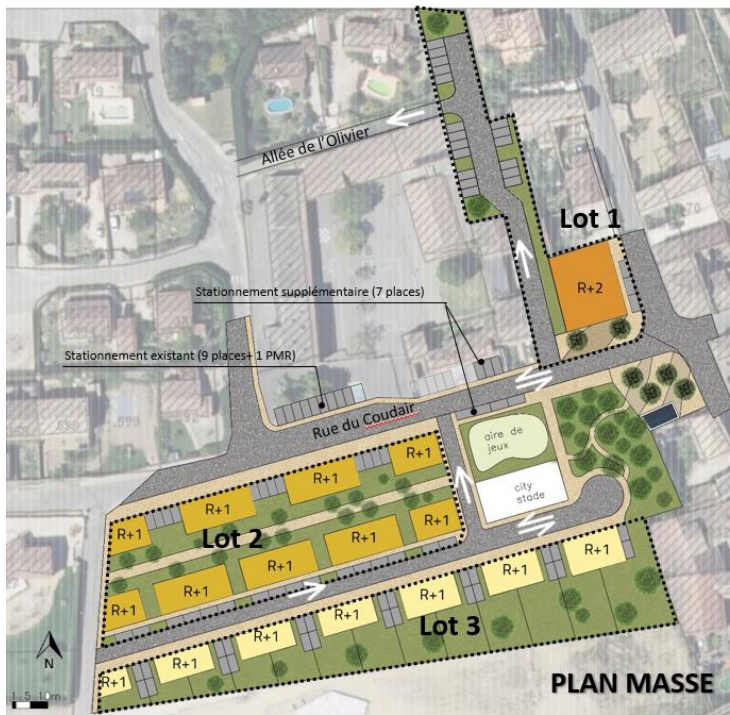 Allée de l'Olivier
Lot 1
R+2
Stationnement supplémentaire (7 places)
Stationnement existant (9 places+ 1 PMR)
Rue du Coudair
aire de
jeux
city
stade
R+1
R+1
R+1
R+1
Lot 2
R+1
R+1
R+1
R+1
R+1
R+1
R+1
R+1
R+1
R+1
R+1
R+1
Lot 3
N
1 5 10m
PLAN MASSE